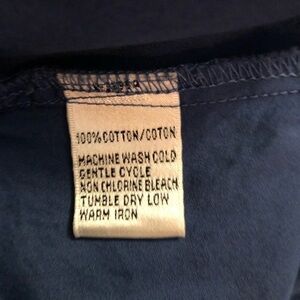 100% COTTON/COTON
MACHINE WASH COLD
GENTLE CYCLE
NON CHLORINE BLEACH
TUMBLE DRY LOW
WARM IRON